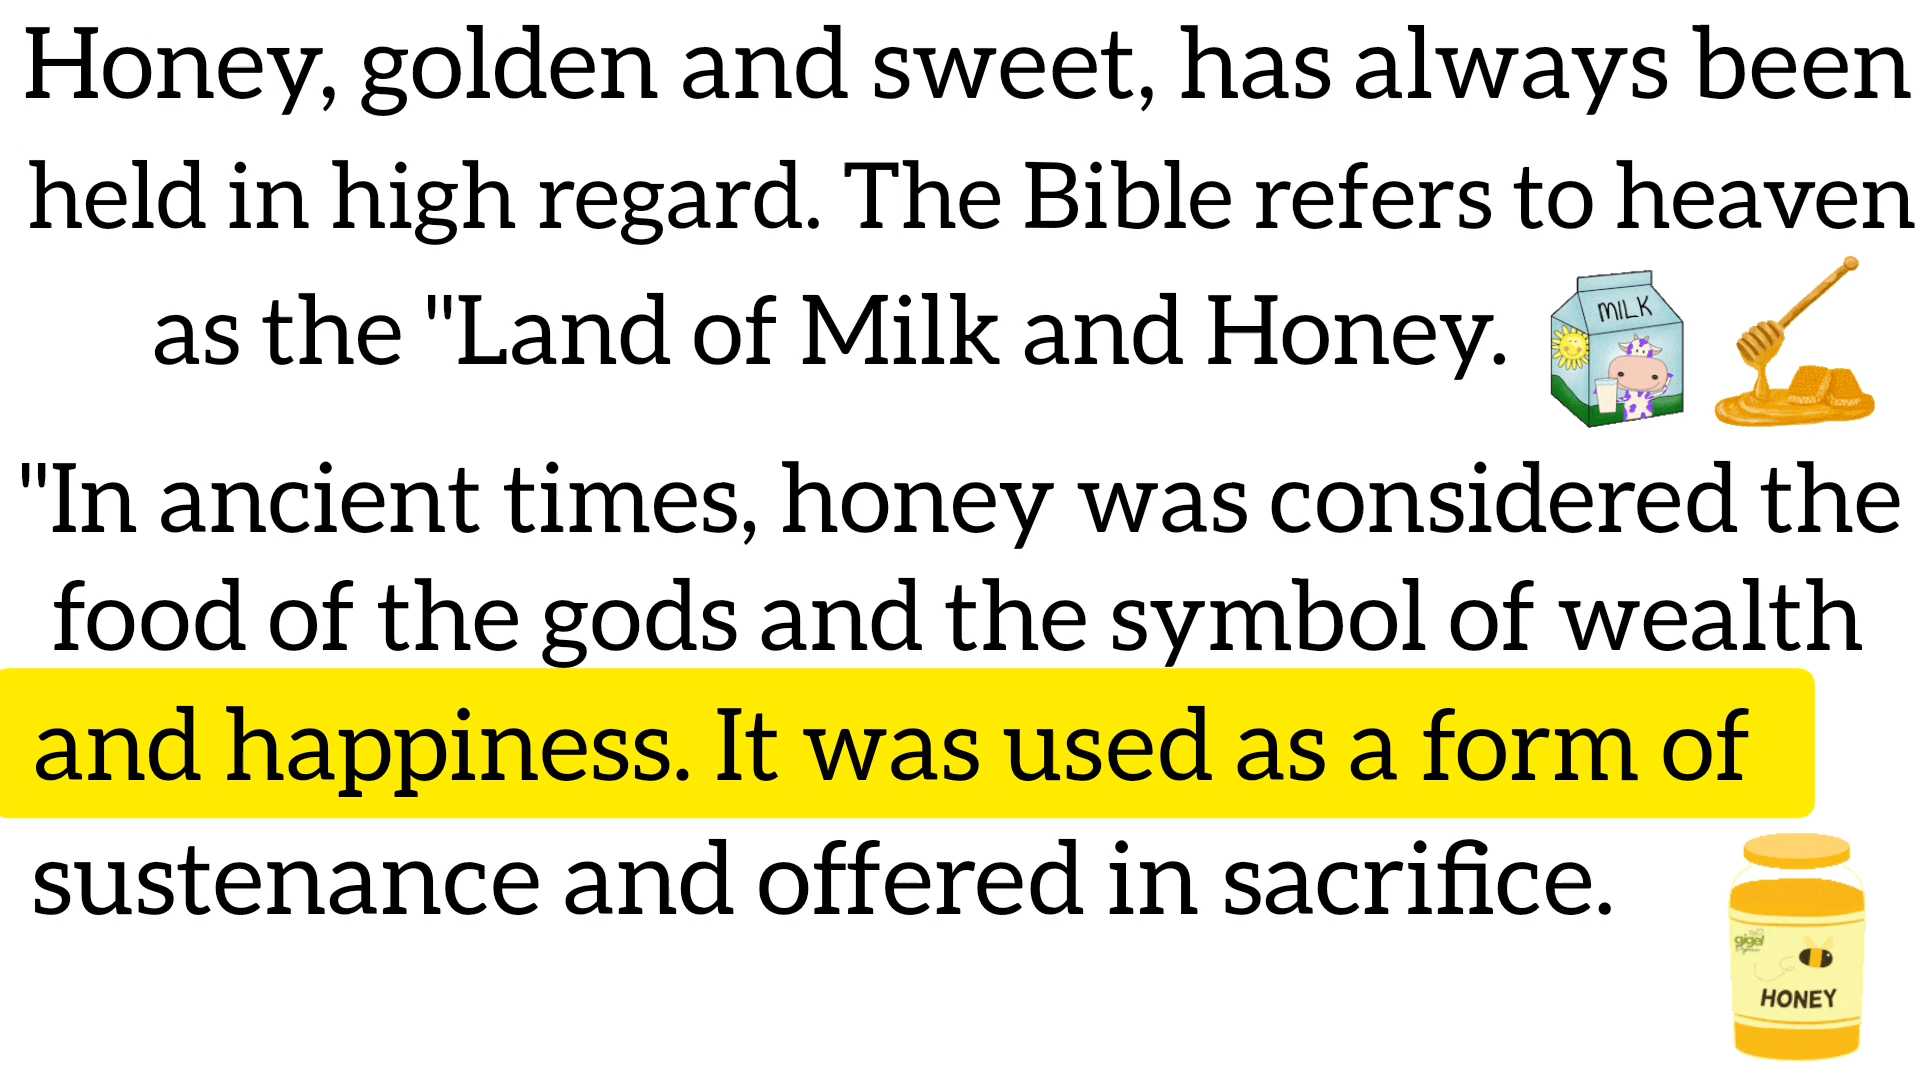 Honey, golden and sweet, has always been
held in high regard. The Bible refers to heaven
as the "Land of Milk and Honey.
MILK
"In ancient times, honey was considered the
food of the gods and the symbol of wealth
and happiness. It was used as a form of
sustenance and offered in sacrifice.
gigel
HONEY